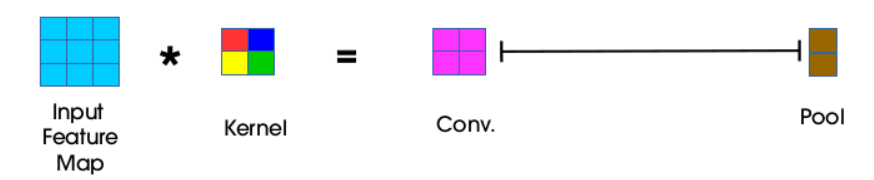 * =
Input
Feature
Map
Kernel
Conv.
Pool